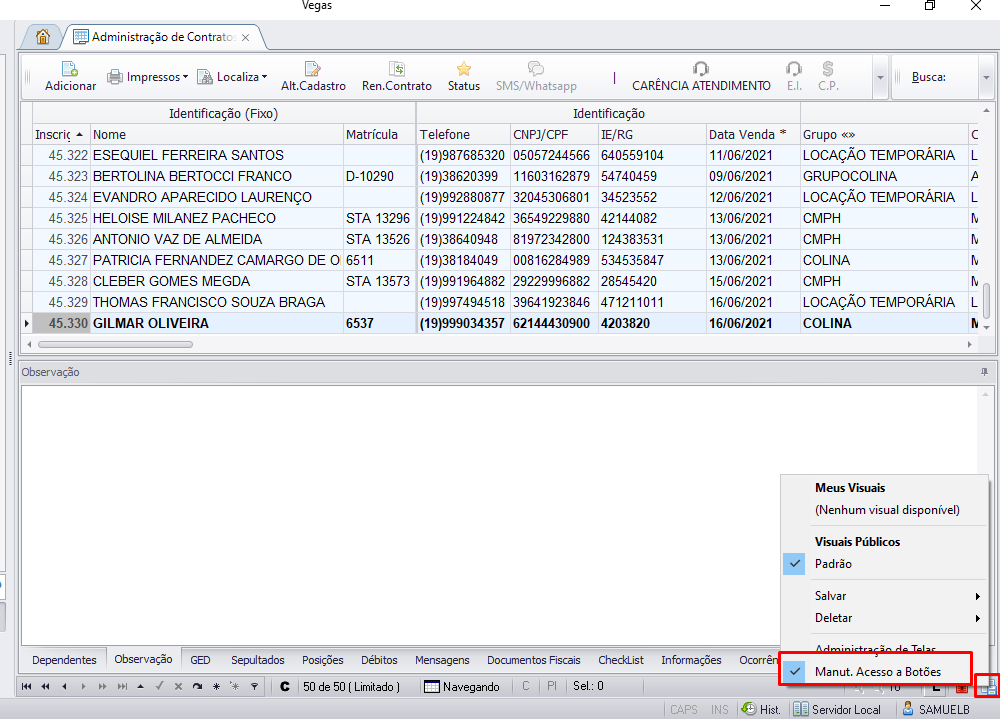 Vegas
Administração de Contratos
Adicionar Impressos Localiza Alt.Cadastro Ren.Contrato Status SMS/Whatsapp CARÊNCIA ATENDIMENTO E.I. C.P. Busca:
Identificação (Fixo) Identificação
Inscriç Nome Matrícula Telefone CNPJ/CPF IE/RG Data Venda * Grupo «» C
45.322 ESEQUIEL FERREIRA SANTOS (19)987685320 05057244566 640559104 11/06/2021 LOCAÇÃO TEMPORÁRIA L
45.323 BERTOLINA BERTOCCI FRANCO D-10290 (19)38620399 11603162879 54740459 09/06/2021 GRUPOCOLINA A
45.324 EVANDRO APARECIDO LAURENÇO (19)992880877 32045306801 34523552 12/06/2021 LOCAÇÃO TEMPORÁRIA L
45.325 HELOISE MILANEZ PACHECO STA 13296 (19)991224842 36549229880 42144082 13/06/2021 CMPH M
45.326 ANTONIO VAZ DE ALMEIDA STA 13526 (19)38640948 81972342800 124383531 13/06/2021 CMPH M
45.327 PATRICIA FERNANDEZ CAMARGO DE O 6511 (19)38184049 00816284989 534535847 13/06/2021 COLINA M
45.328 CLEBER GOMES MEGDA STA 13573 (19)991964882 29229996882 28545420 15/06/2021 CMPH M
45.329 THOMAS FRANCISCO SOUZA BRAGA (19)997494518 39641923846 471211011 16/06/2021 LOCAÇÃO TEMPORÁRIA L
45.330 GILMAR OLIVEIRA 6537 (19)999034357 62144430900 4203820 16/06/2021 COLINA M
Observação
Meus Visuais
(Nenhum visual disponível)
Visuais Públicos
Padrão
Salvar
Deletar
Administração de Telas
Manut. Acesso a Botões
Dependentes Observação GED Sepultados Posições Débitos Mensagens Documentos Fiscais CheckList Informações Ocorrên
C 50 de 50 ( Limitado ) Navegando C PI Sel.: 0
CAPS INS Hist. Servidor Local SAMUELB